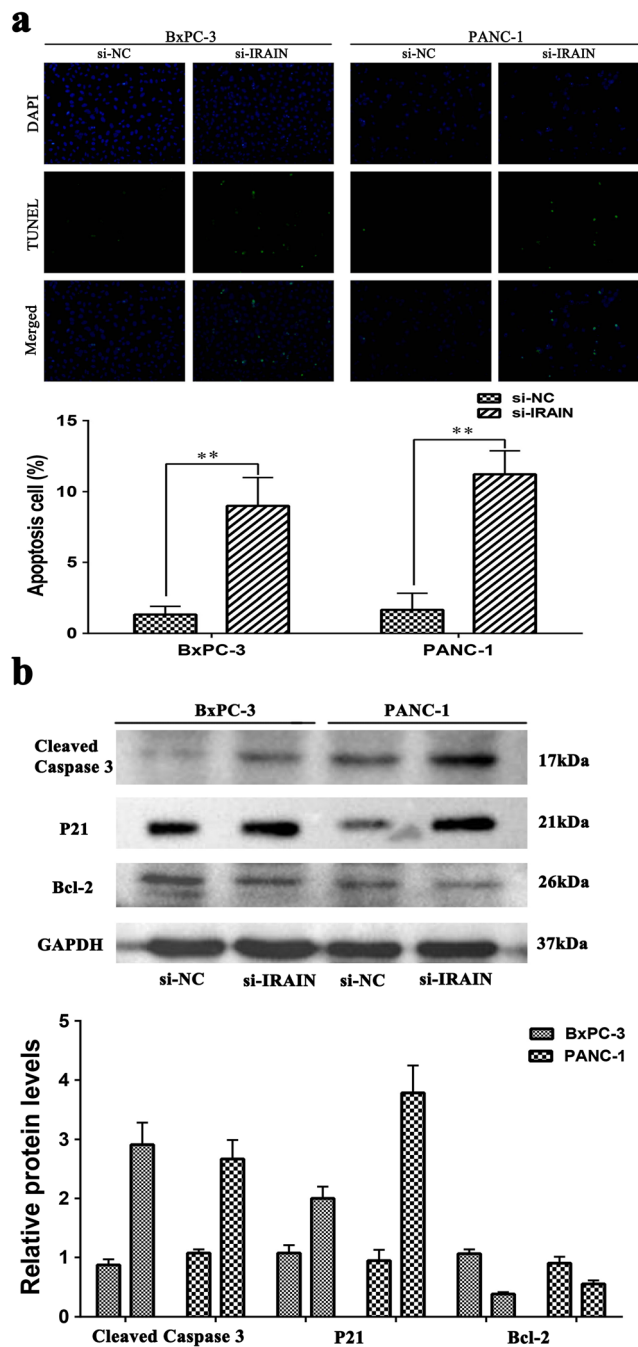 a
BxPC-3
PANC-1
si-NC
si-IRAIN
si-NC
si-IRAIN
DAPI
TUNEL
Merged
si-NC
si-IRAIN
Apoptosis cell (%)
15
10
5
0
**
**
BxPC-3
PANC-1
b
BxPC-3
PANC-1
Cleaved
Caspase 3
17kDa
P21
21kDa
Bcl-2
26kDa
GAPDH
37kDa
si-NC
si-IRAIN
si-NC
si-IRAIN
BxPC-3
PANC-1
Relative protein levels
5
4
3
2
1
0
Cleaved Caspase 3
P21
Bcl-2